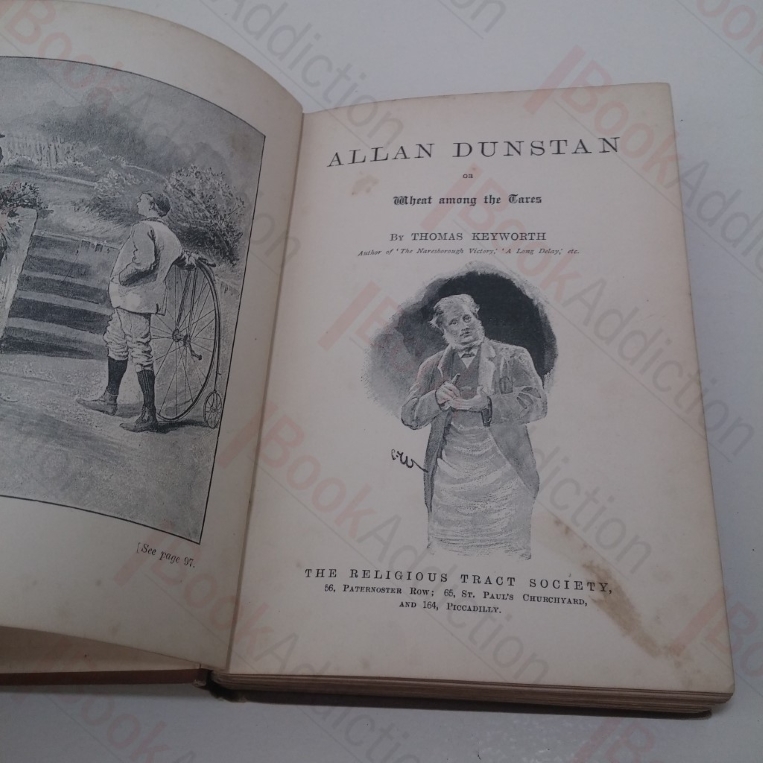 [See page 97.
ALLAN DUNSTAN
OR
Wheat among the Tares
BY THOMAS KEYWORTH
Author of 'The Naresborough Victory,' 'A Long Delay,' etc.
THE RELIGIOUS TRACT SOCIETY,
56, PATERNOSTER ROW; 65, ST. PAUL'S CHURCHYARD,
AND 164, PICCADILLY.
BookAddiction